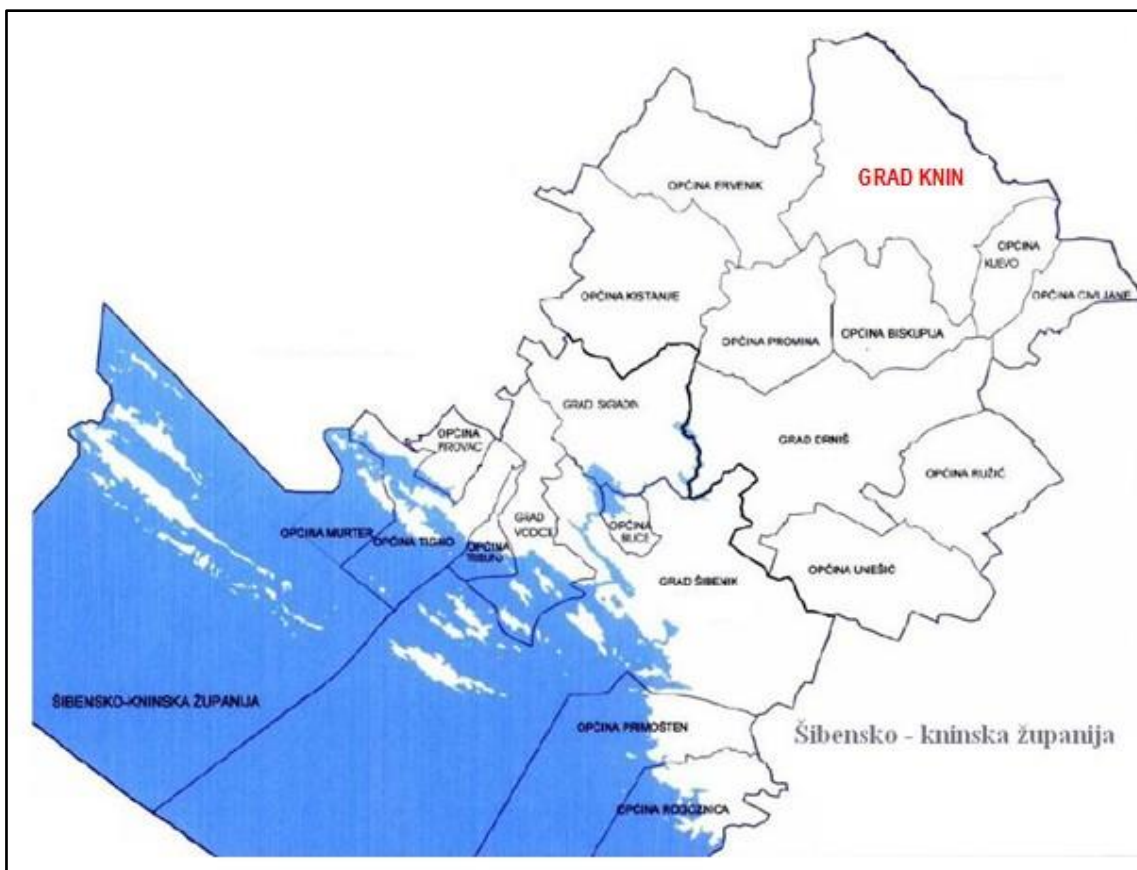 OPĆINA ERVENIK
GRAD KNIN
OPĆINA
KIJEVO
OPĆINA CIVLJANE
OPĆINA KISTANJE
OPĆINA PROMINA
OPĆINA BISKUPIJA
GRAD SKRADIN
GRAD DRNIŠ
OPĆINA
PIROVAC
OPĆINA RUŽIĆ
OPĆINA MURTER
OPĆINA TISNO
OPĆINA
TRIBUNJ
GRAD
VODICE
OPĆINA
BILICE
GRAD ŠIBENIK
OPĆINA UNEŠIĆ
ŠIBENSKO-KNINSKA ŽUPANIJA
OPĆINA PRIMOŠTEN
Šibensko - kninska županija
OPĆINA ROGOZNICA